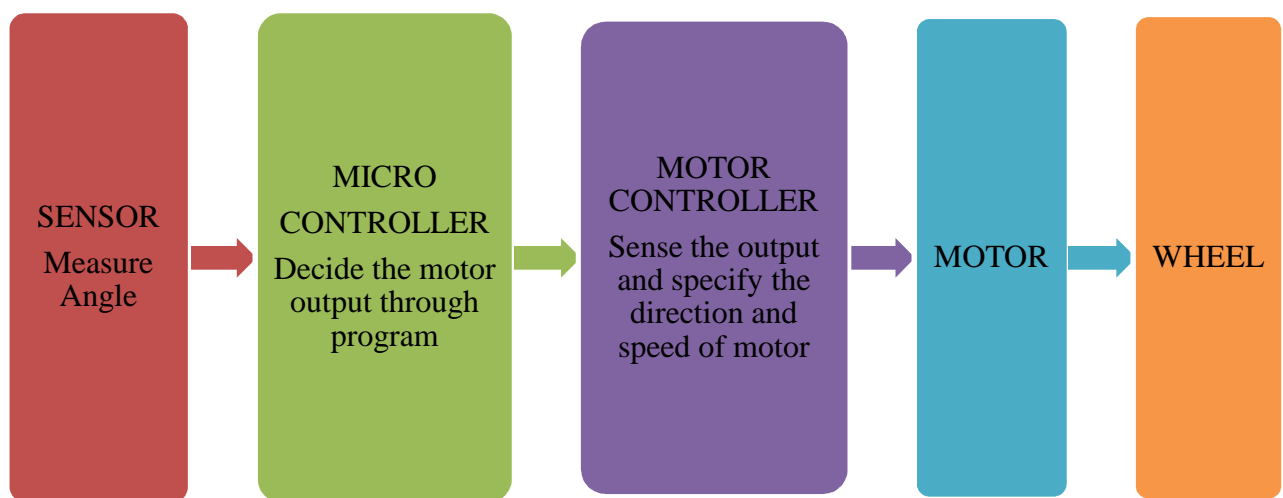 SENSOR
Measure
Angle
MICRO
CONTROLLER
Decide the motor
output through
program
MOTOR
CONTROLLER
Sense the output
and specify the
direction and
speed of motor
MOTOR
WHEEL